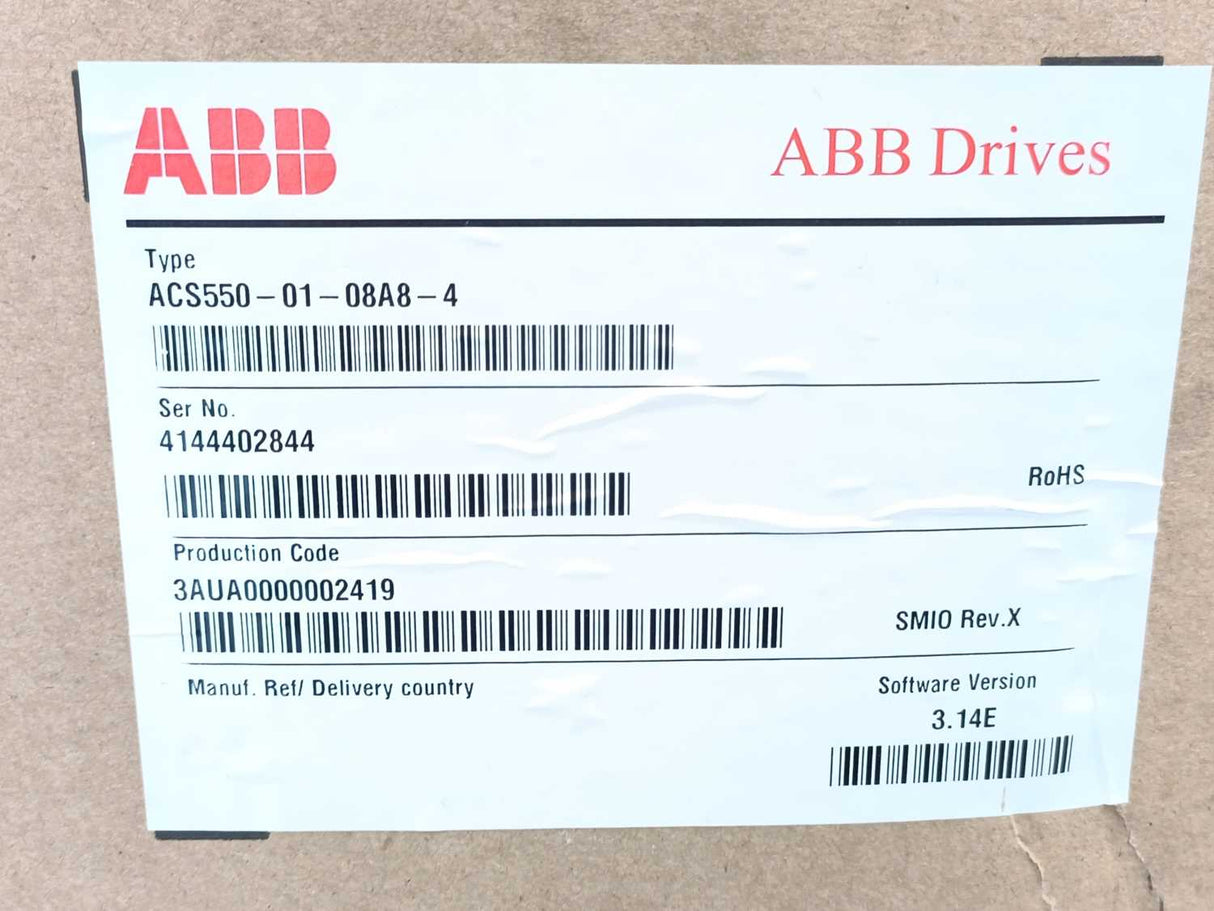 ABB
ABB Drives
Type
ACS550-01-08A8-4
Ser No.
4144402844
RoHS
Production Code
3AUA0000002419
SMIO Rev.X
Manuf. Ref/ Delivery country
Software Version
3.14E